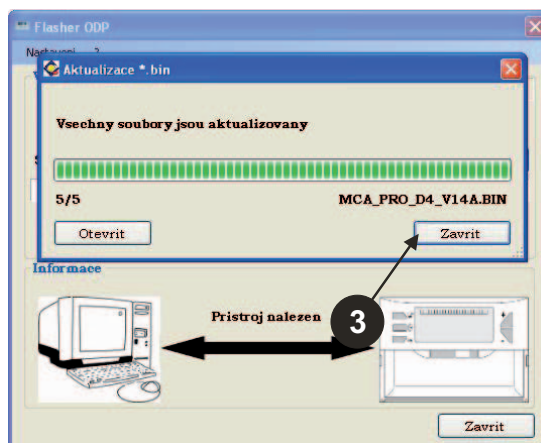 Flasher ODP
Nastaveni ?
Aktualizace *.bin
Vsechny soubory jsou aktualizovany
5/5 MCA_PRO_D4_V14A.BIN
Otevrit Zavrit
Informace
Pristroj nalezen
3
Zavrit